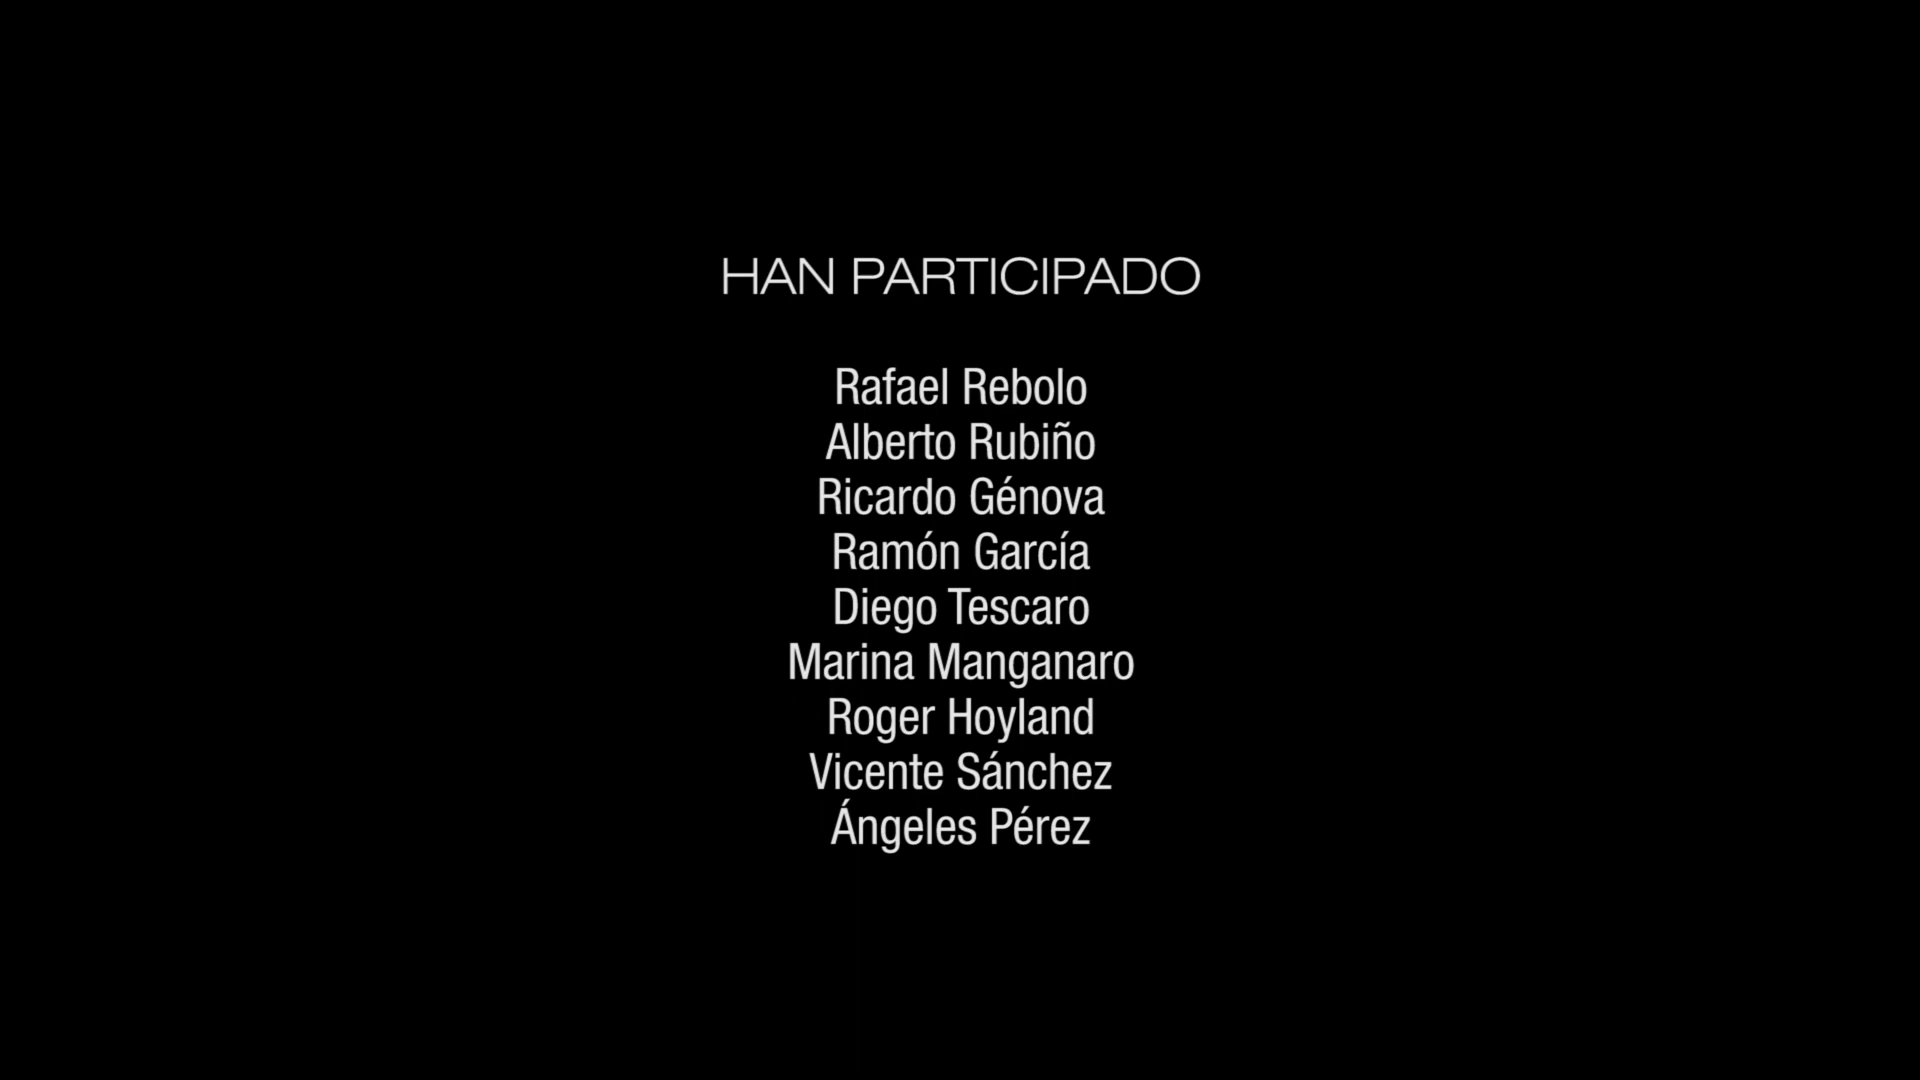 HAN PARTICIPADO
Rafael Rebolo
Alberto Rubiño
Ricardo Génova
Ramón García
Diego Tescaro
Marina Manganaro
Roger Hoyland
Vicente Sánchez
Ángeles Pérez